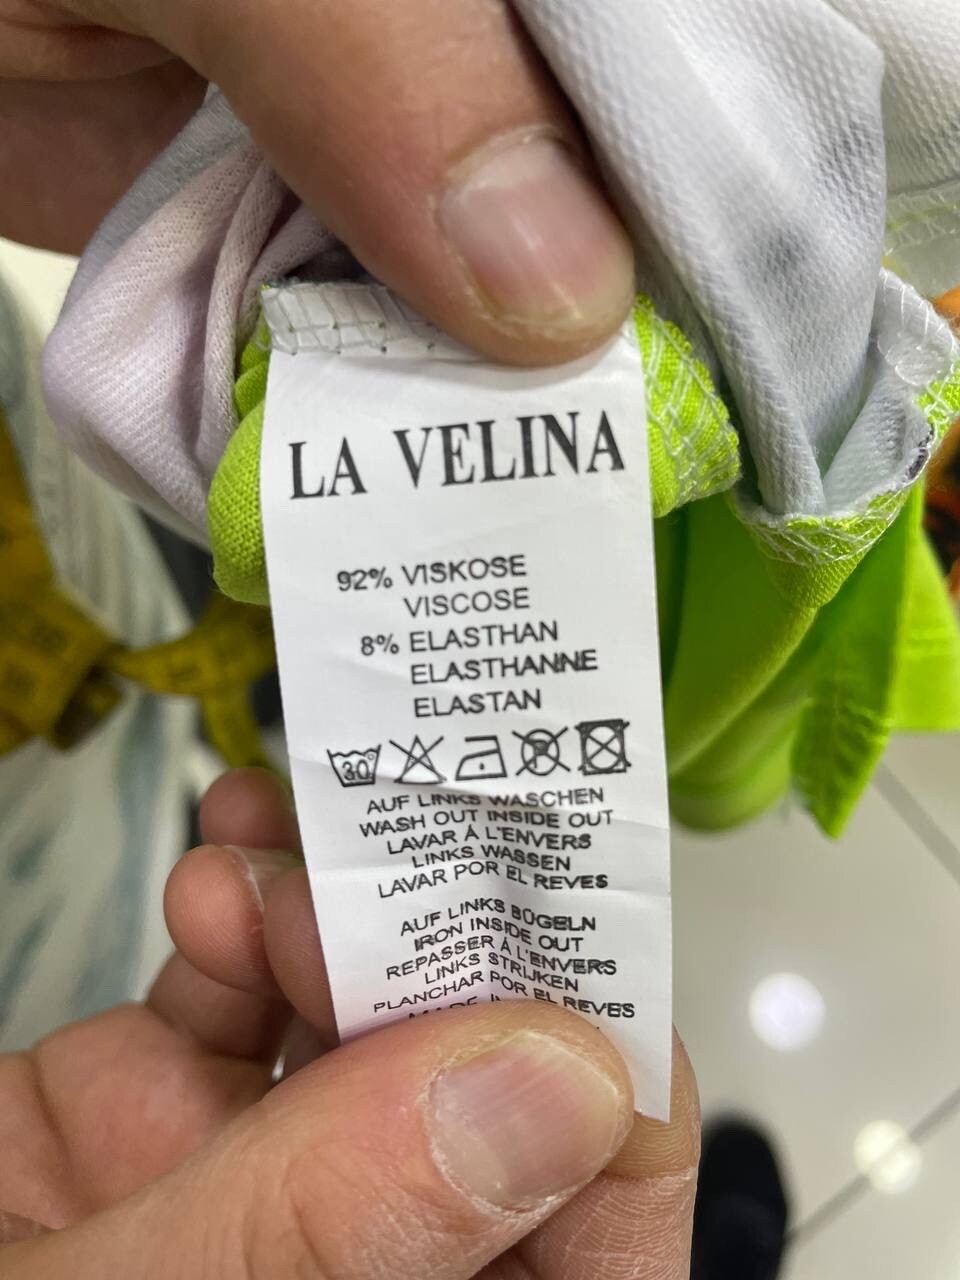 LA VELINA
92% VISKOSE
VISCOSE
8% ELASTHAN
ELASTHANNE
ELASTAN
30°
AUF LINKS WASCHEN
WASH OUT INSIDE OUT
LAVAR Á L'ENVERS
LINKS WASSEN
LAVAR POR EL REVES
AUF LINKS BÜGELN
IRON INSIDE OUT
REPASSER À L'ENVERS
LINKS STRIJKEN
PLANCHAR POR EL REVES
MADE IN